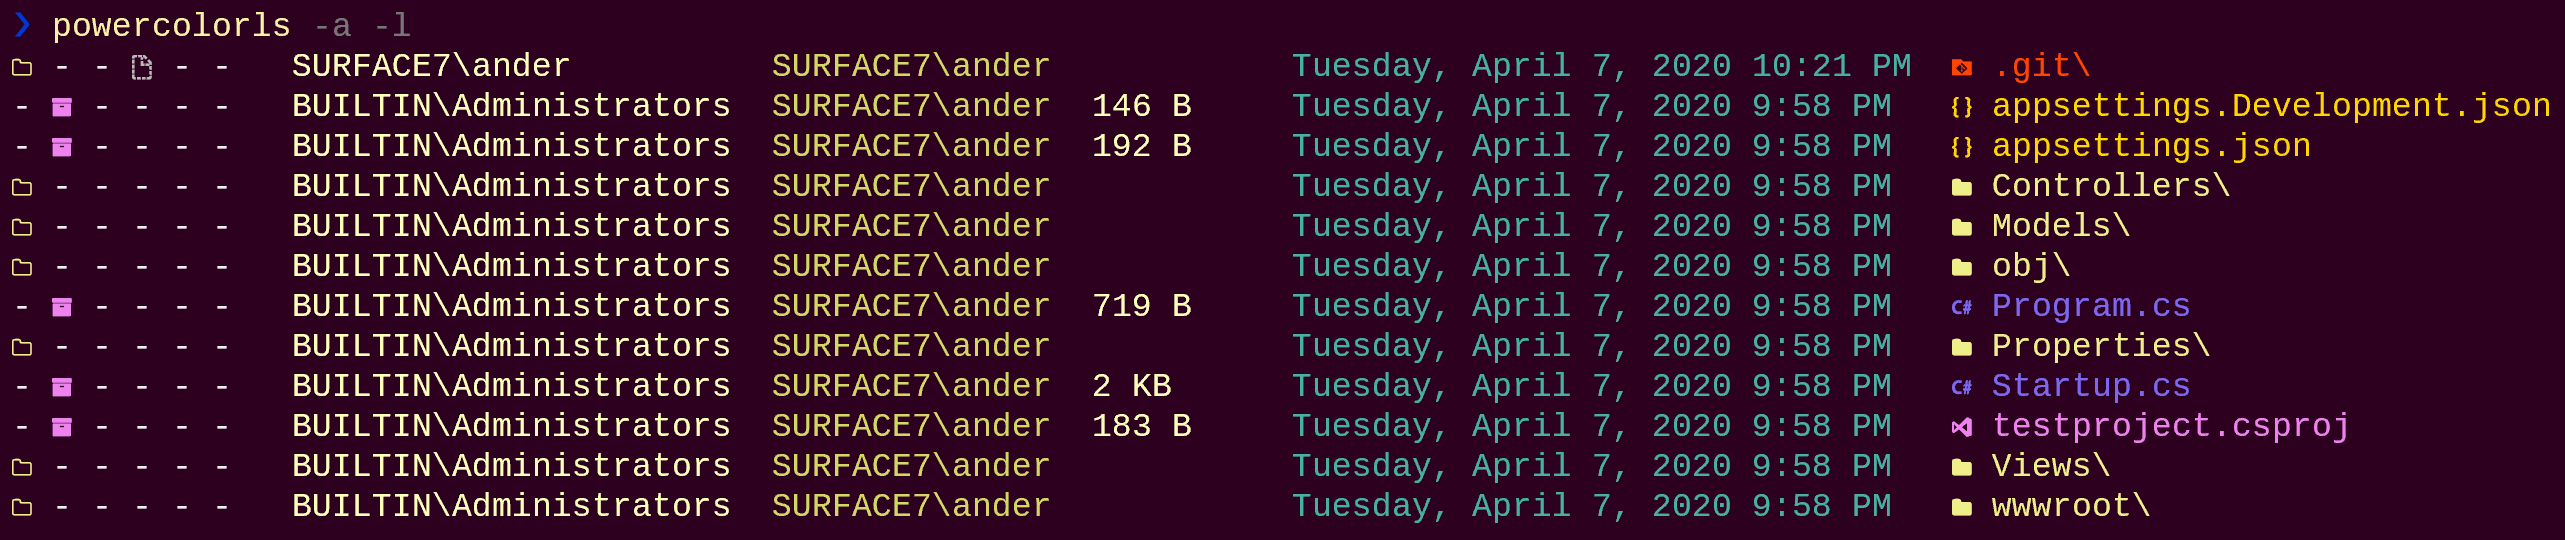 ❯ powercolorls -a -l
- - - - SURFACE7\ander SURFACE7\ander Tuesday, April 7, 2020 10:21 PM .git\
- - - - - BUILTIN\Administrators SURFACE7\ander 146 B Tuesday, April 7, 2020 9:58 PM {} appsettings.Development.json
- - - - - BUILTIN\Administrators SURFACE7\ander 192 B Tuesday, April 7, 2020 9:58 PM {} appsettings.json
- - - - - BUILTIN\Administrators SURFACE7\ander Tuesday, April 7, 2020 9:58 PM Controllers\
- - - - - BUILTIN\Administrators SURFACE7\ander Tuesday, April 7, 2020 9:58 PM Models\
- - - - - BUILTIN\Administrators SURFACE7\ander Tuesday, April 7, 2020 9:58 PM obj\
- - - - - BUILTIN\Administrators SURFACE7\ander 719 B Tuesday, April 7, 2020 9:58 PM C# Program.cs
- - - - - BUILTIN\Administrators SURFACE7\ander Tuesday, April 7, 2020 9:58 PM Properties\
- - - - - BUILTIN\Administrators SURFACE7\ander 2 KB Tuesday, April 7, 2020 9:58 PM C# Startup.cs
- - - - - BUILTIN\Administrators SURFACE7\ander 183 B Tuesday, April 7, 2020 9:58 PM testproject.csproj
- - - - - BUILTIN\Administrators SURFACE7\ander Tuesday, April 7, 2020 9:58 PM Views\
- - - - - BUILTIN\Administrators SURFACE7\ander Tuesday, April 7, 2020 9:58 PM wwwroot\